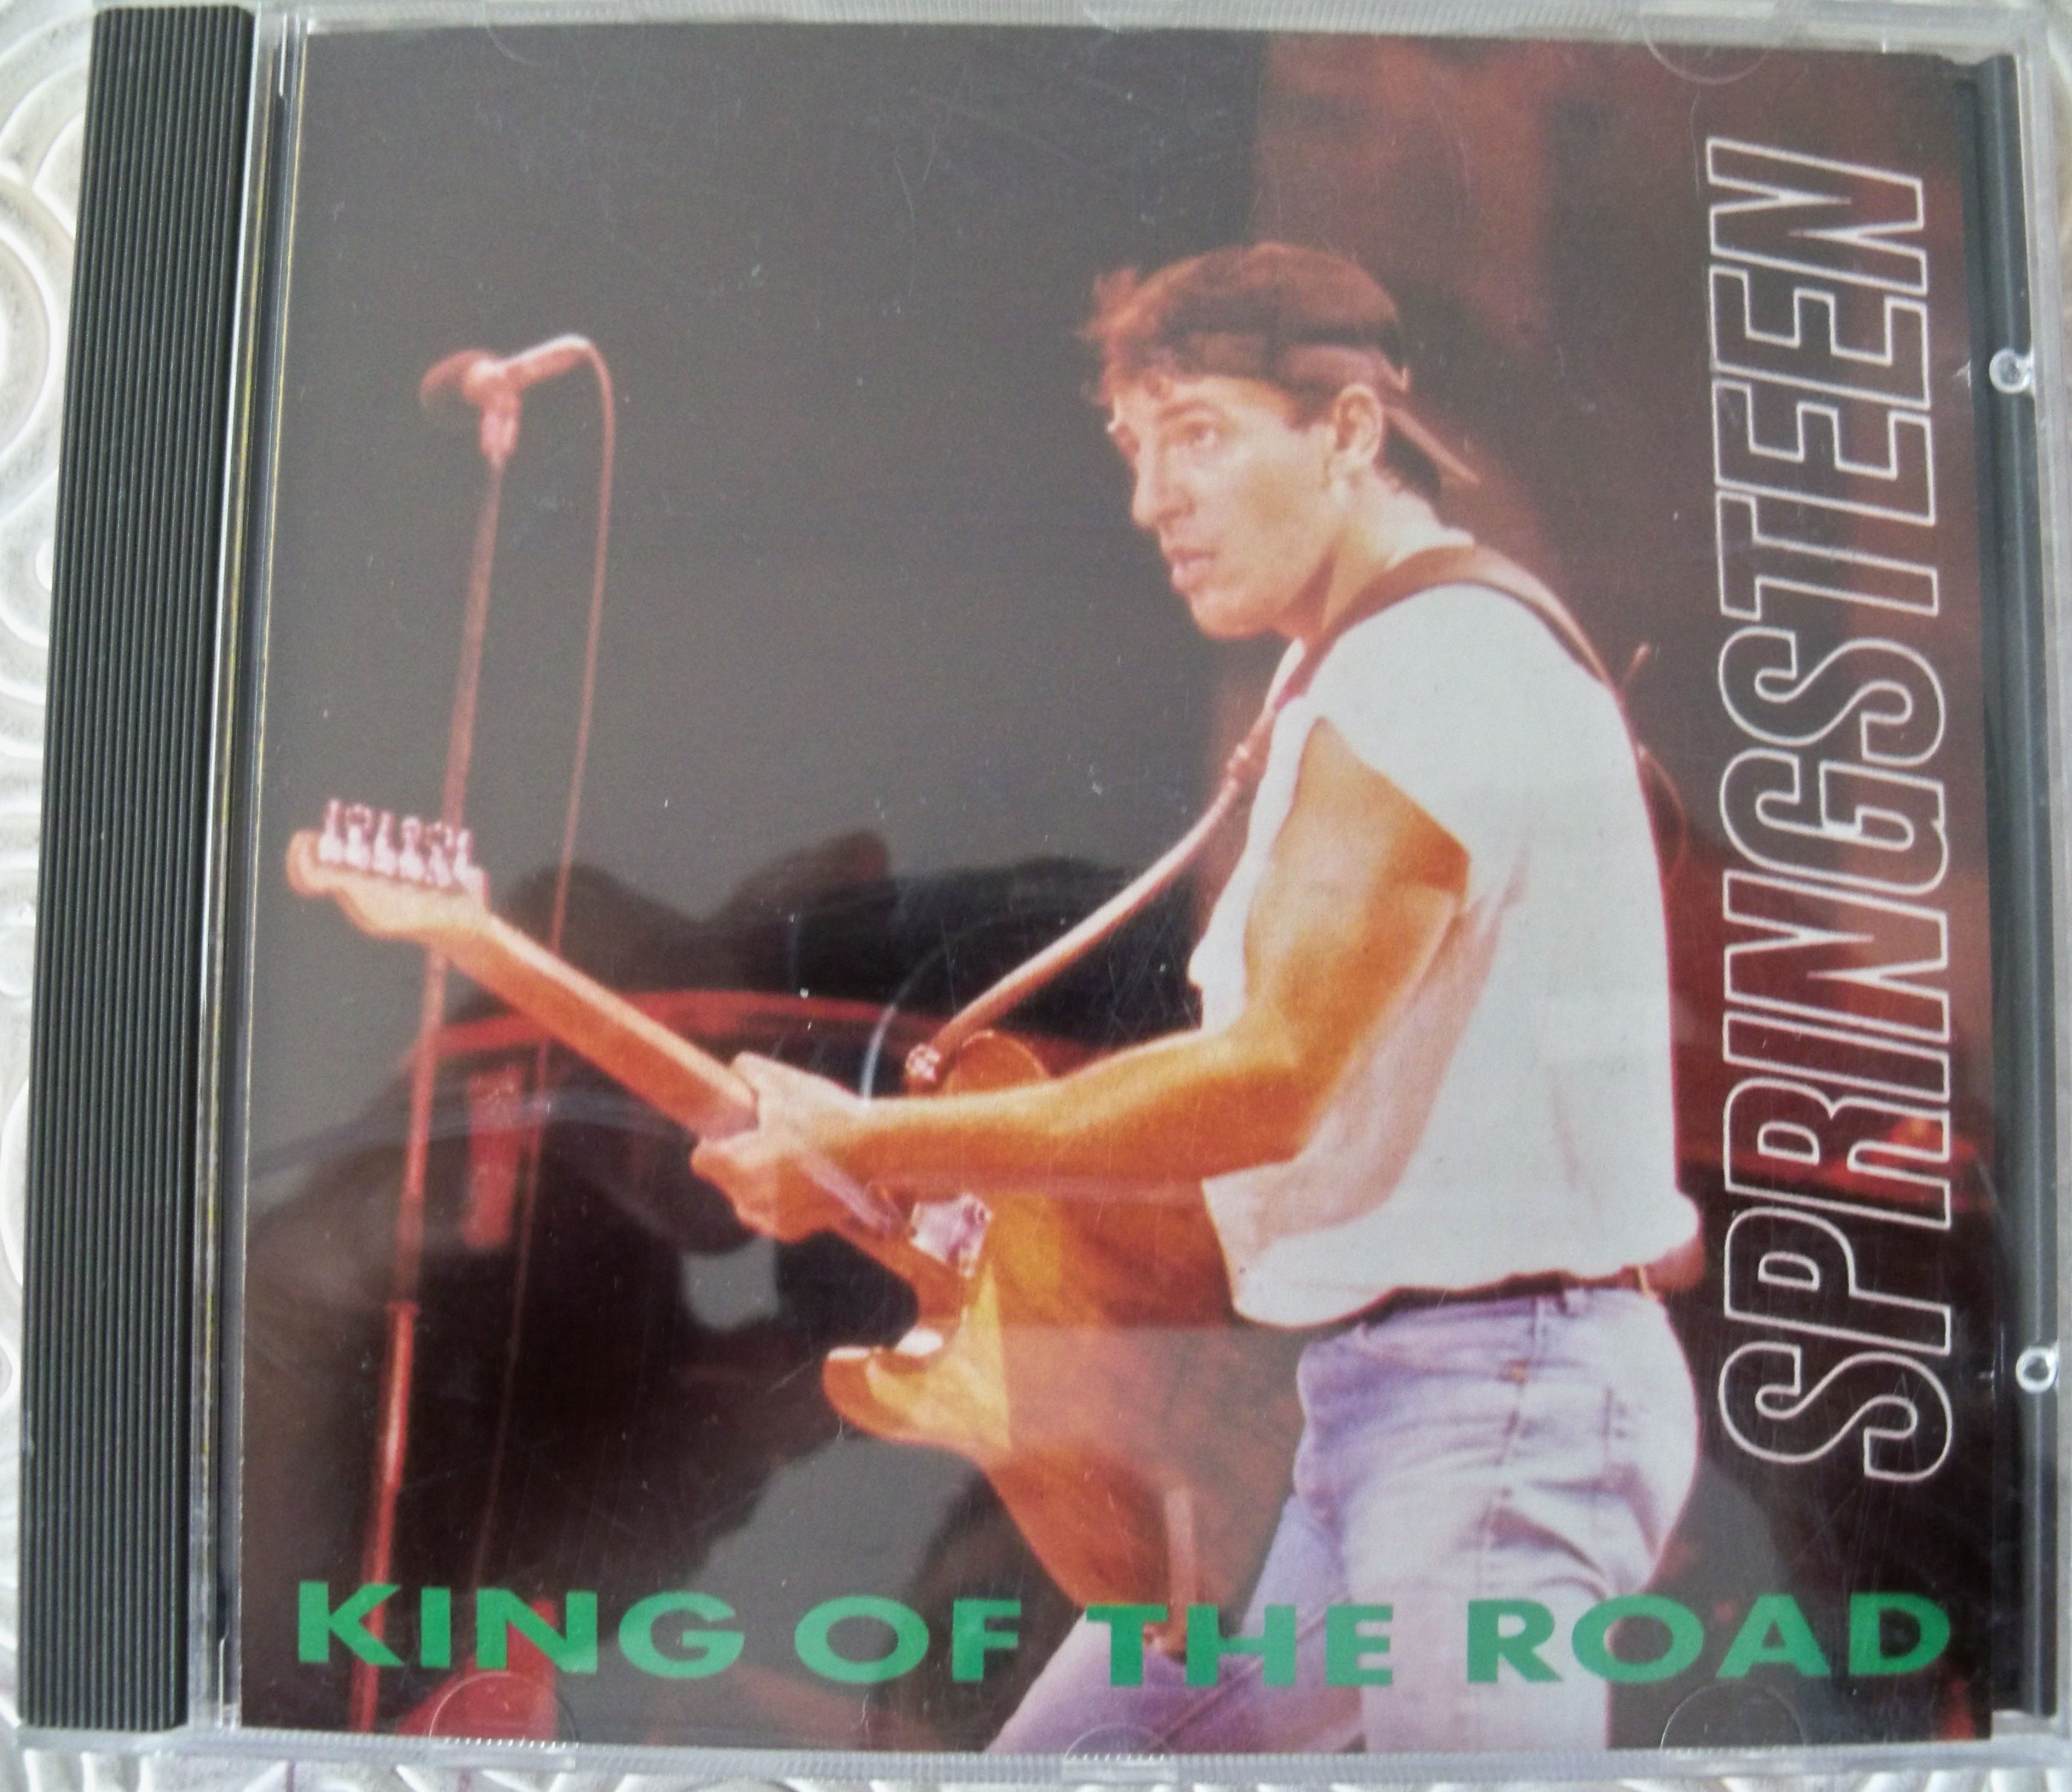 SPRINGSTEEN
KING OF THE ROAD